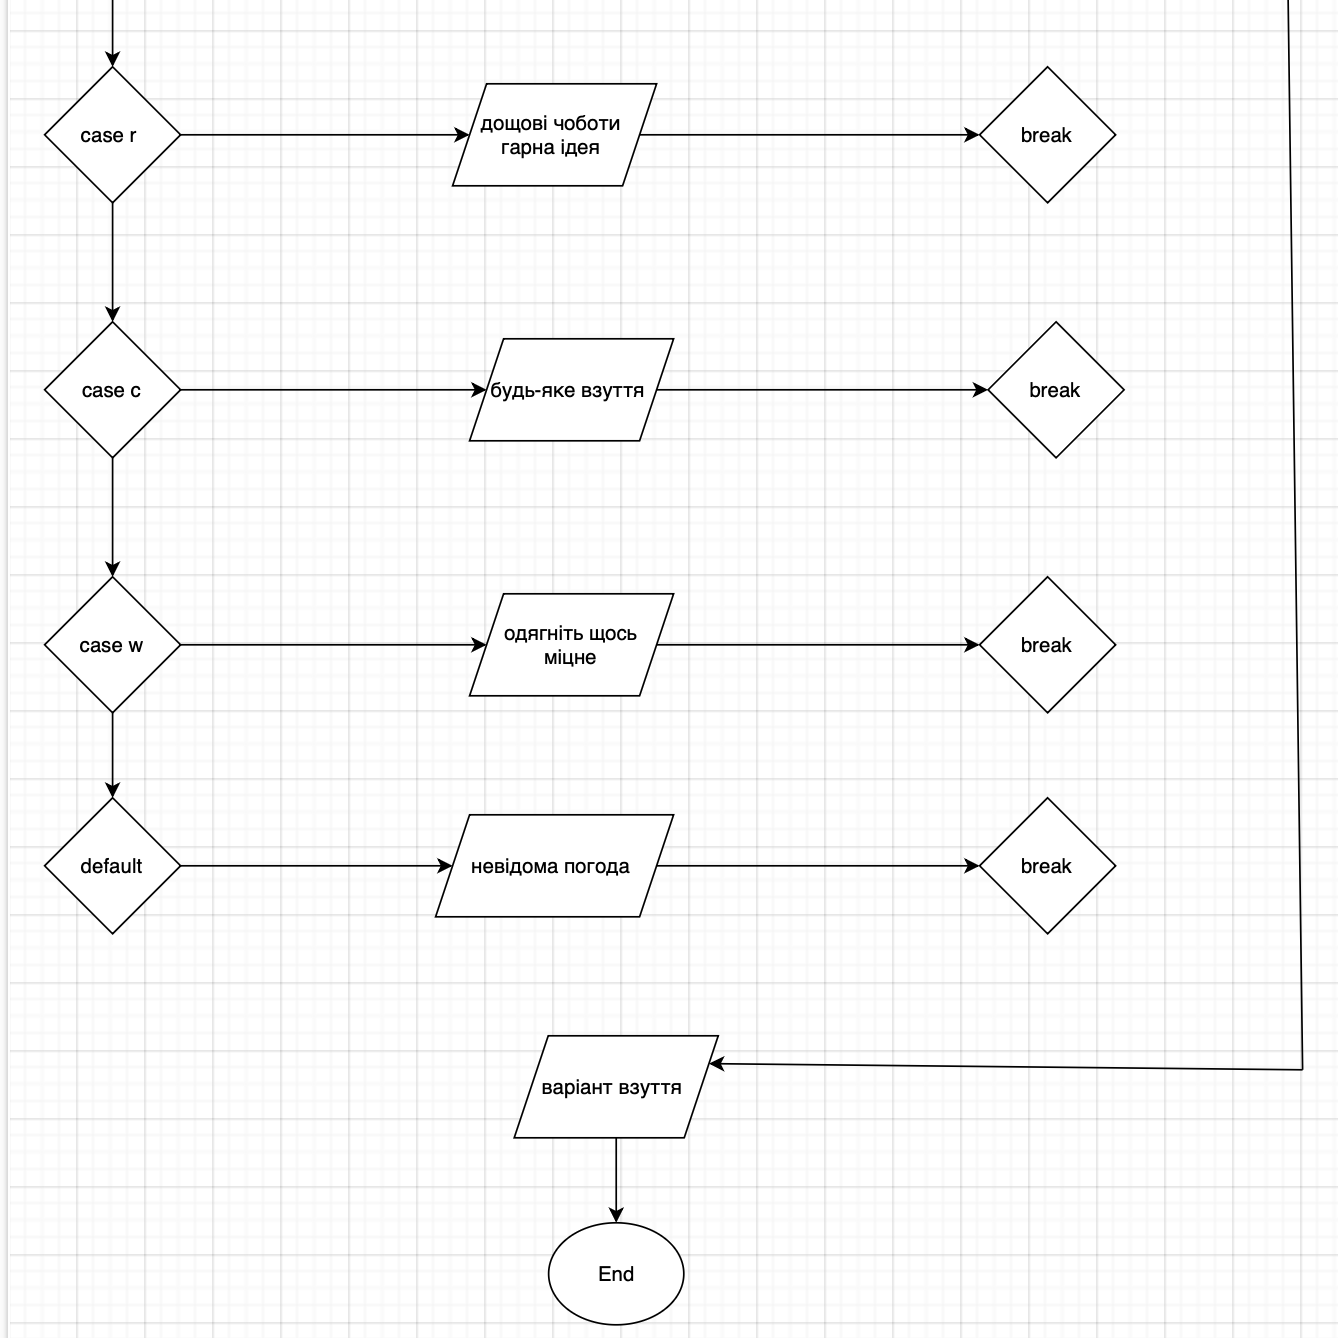 case r
дощові чоботи
гарна ідея
break
case c
будь-яке взуття
break
case w
одягніть щось
міцне
break
default
невідома погода
break
варіант взуття
End